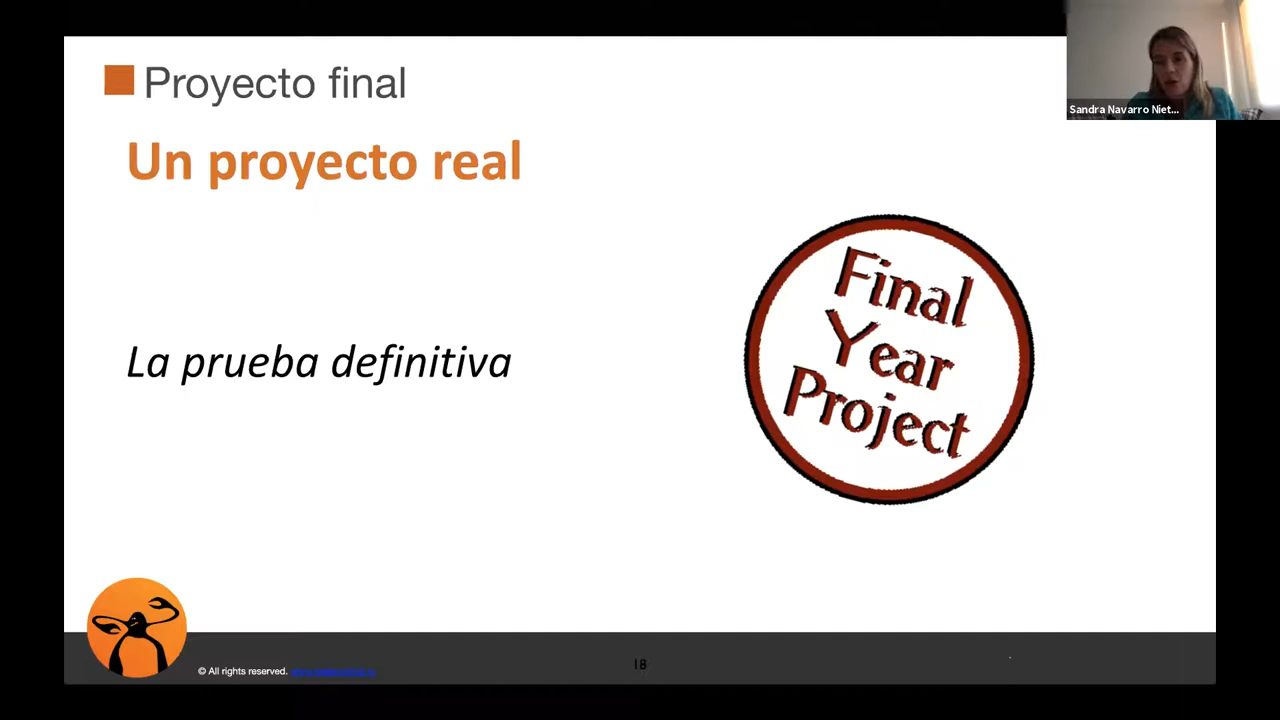 Proyecto final
Un proyecto real
La prueba definitiva
Final
Year
Project
Sandra Navarro Niet...
© All rights reserved.
18